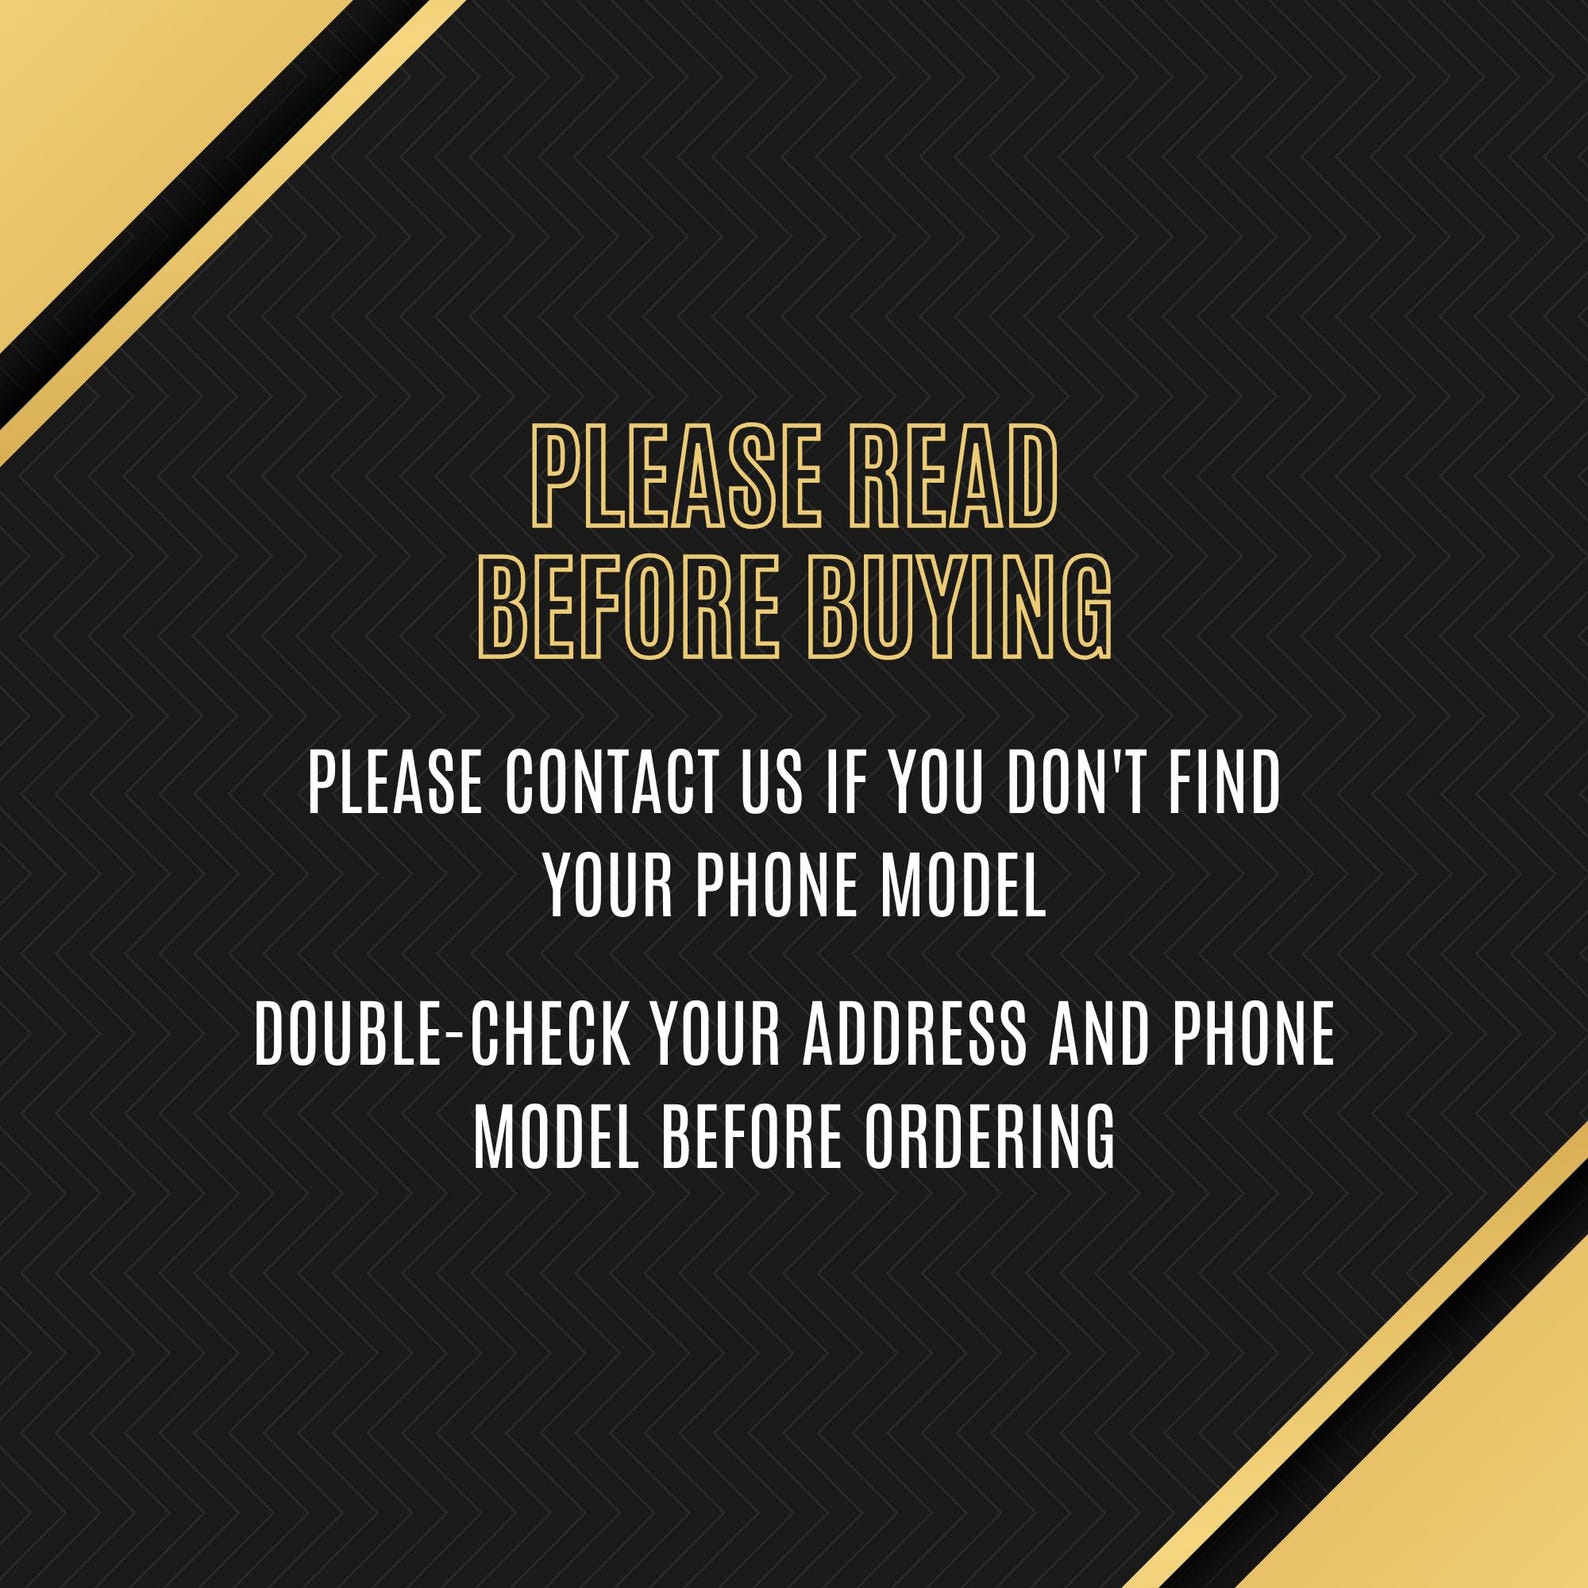 PLEASE READ
BEFORE BUYING
PLEASE CONTACT US IF YOU DON'T FIND
YOUR PHONE MODEL
DOUBLE-CHECK YOUR ADDRESS AND PHONE
MODEL BEFORE ORDERING